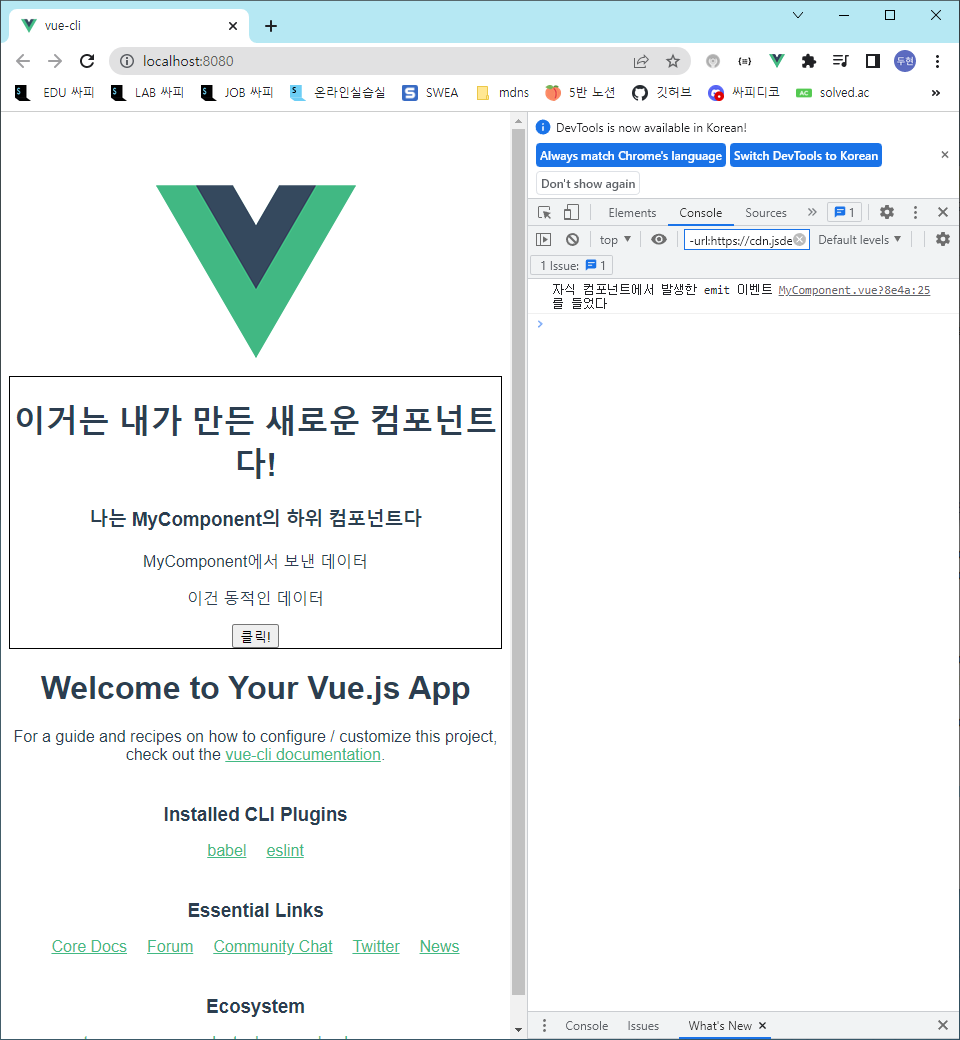 vue-cli
localhost:8080
두현
EDU 싸피
LAB 싸피
JOB 싸피
온라인실습실
SWEA
mdns
5반 노션
깃허브
싸피디코
solved.ac
이거는 내가 만든 새로운 컴포넌트
다!
나는 MyComponent의 하위 컴포넌트다
MyComponent에서 보낸 데이터
이건 동적인 데이터
클릭!
Welcome to Your Vue.js App
For a guide and recipes on how to configure / customize this project,
check out the vue-cli documentation.
Installed CLI Plugins
babel eslint
Essential Links
Core Docs Forum Community Chat Twitter News
Ecosystem
DevTools is now available in Korean!
Always match Chrome's language Switch DevTools to Korean
Don't show again
Elements Console Sources » 1
top -url:https://cdn.jsde Default levels
1 Issue: 1
자식 컴포넌트에서 발생한 emit 이벤트 MyComponent.vue?8e4a:25
를 들었다
Console Issues What's New